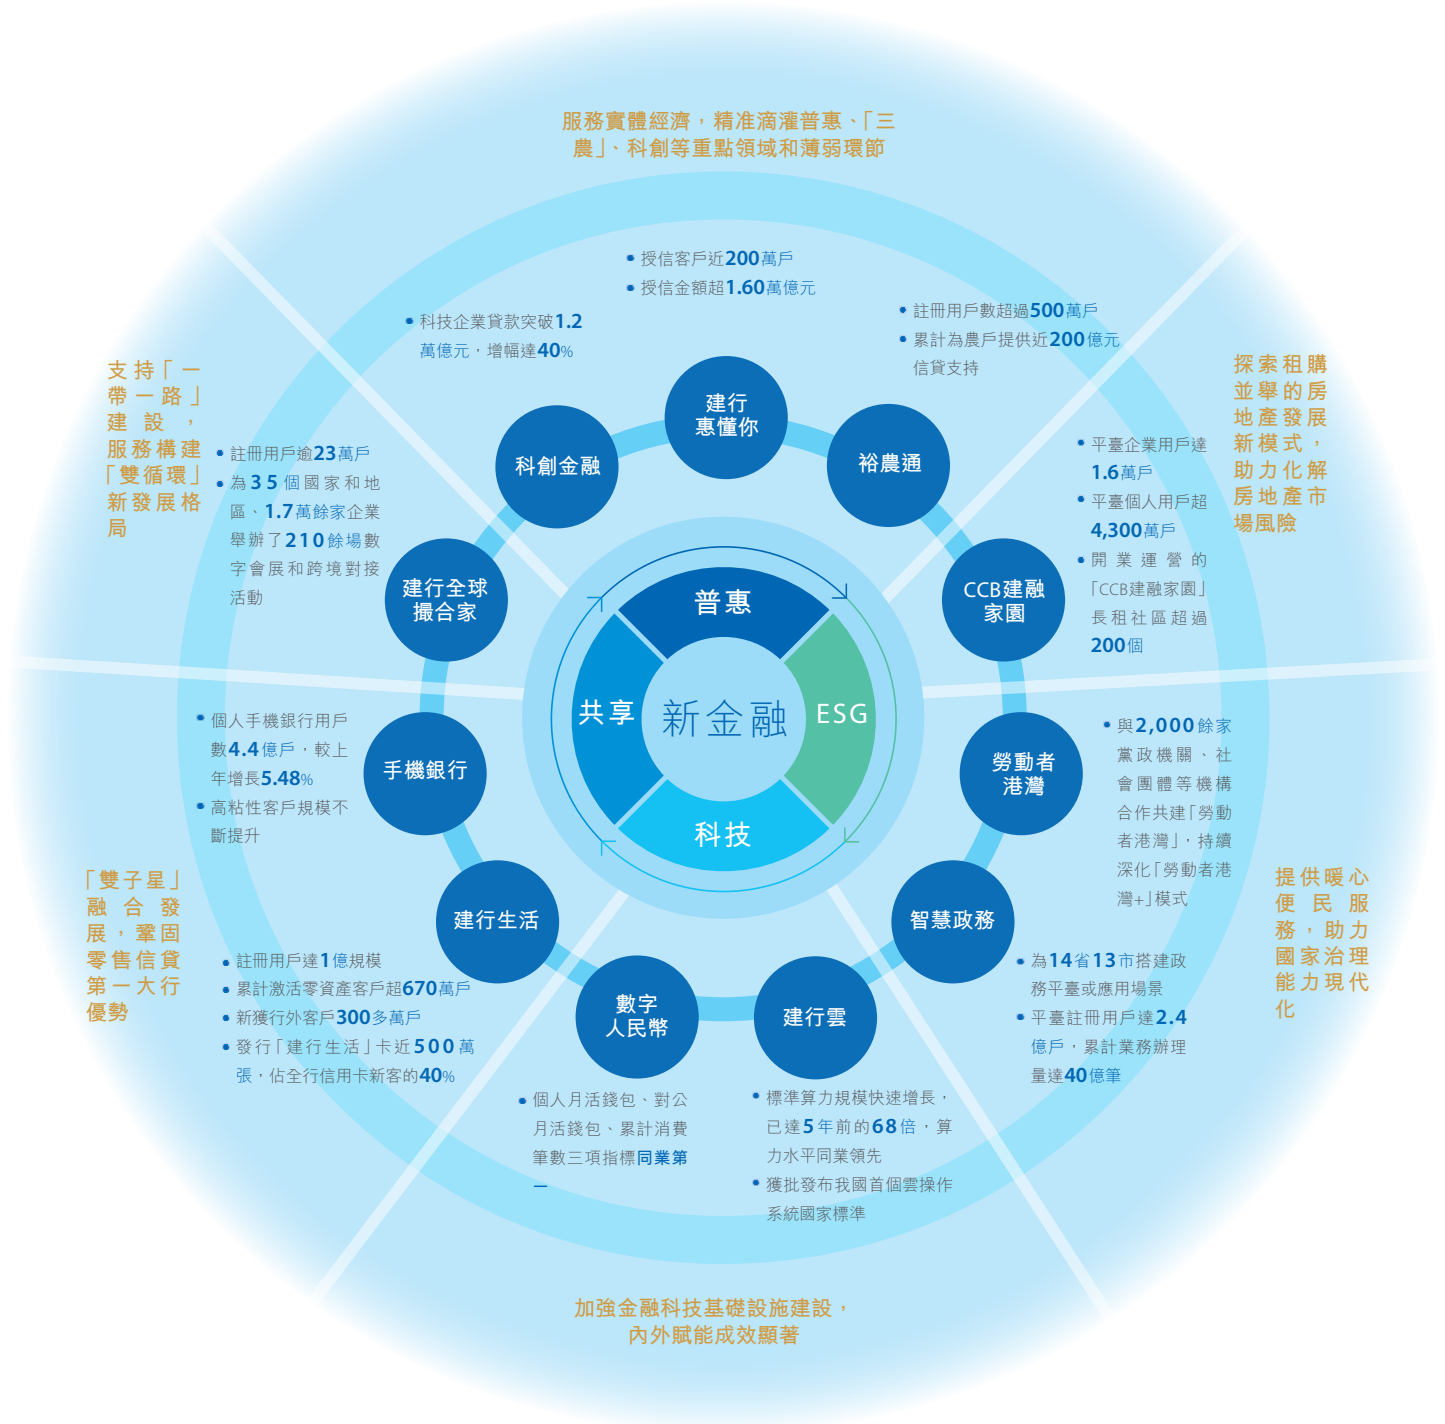 服務實體經濟，精准滴灌普惠、「三
農」、科創等重點領域和薄弱環節
• 授信客戶近200萬戶
• 授信金額超1.60萬億元
• 科技企業貸款突破1.2
萬億元，增幅達40%
• 註冊用戶數超過500萬戶
• 累計為農戶提供近200億元
信貸支持
建行
惠懂你
科創金融
裕農通
支持「一
帶一路」
建設，
服務構建
「雙循環」
新發展格
局
• 註冊用戶逾23萬戶
• 為35個國家和地
區、1.7萬餘家企業
舉辦了210餘場數
字會展和跨境對接
活動
建行全球
撮合家
探索租購
並舉的房
地產發展
新模式，
助力化解
房地產市
場風險
• 平臺企業用戶達
1.6萬戶
• 平臺個人用戶超
4,300萬戶
• 開業運營的
「CCB建融家園」
長租社區超過
200個
CCB建融
家園
普惠
共享
新金融
ESG
科技
• 個人手機銀行用戶
數4.4億戶，較上
年增長5.48%
• 高粘性客戶規模不
斷提升
手機銀行
勞動者
港灣
• 與2,000餘家
黨政機關、社
會團體等機構
合作共建「勞動
者港灣」，持續
深化「勞動者港
灣+」模式
「雙子星」
融合發
展，鞏固
零售信貸
第一大行
優勢
建行生活
• 註冊用戶達1億規模
• 累計激活零資產客戶超670萬戶
• 新獲行外客戶300多萬戶
• 發行「建行生活」卡近500萬
張，佔全行信用卡新客的40%
提供暖心
便民服
務，助力
國家治理
能力現代
化
智慧政務
• 為14省13市搭建政
務平臺或應用場景
• 平臺註冊用戶達2.4
億戶，累計業務辦理
量達40億筆
數字
人民幣
• 個人月活錢包、對公
月活錢包、累計消費
筆數三項指標同業第
一
建行雲
• 標準算力規模快速增長，
已達5年前的68倍，算
力水平同業領先
• 獲批發布我國首個雲操作
系統國家標準
加強金融科技基礎設施建設，
內外賦能成效顯著